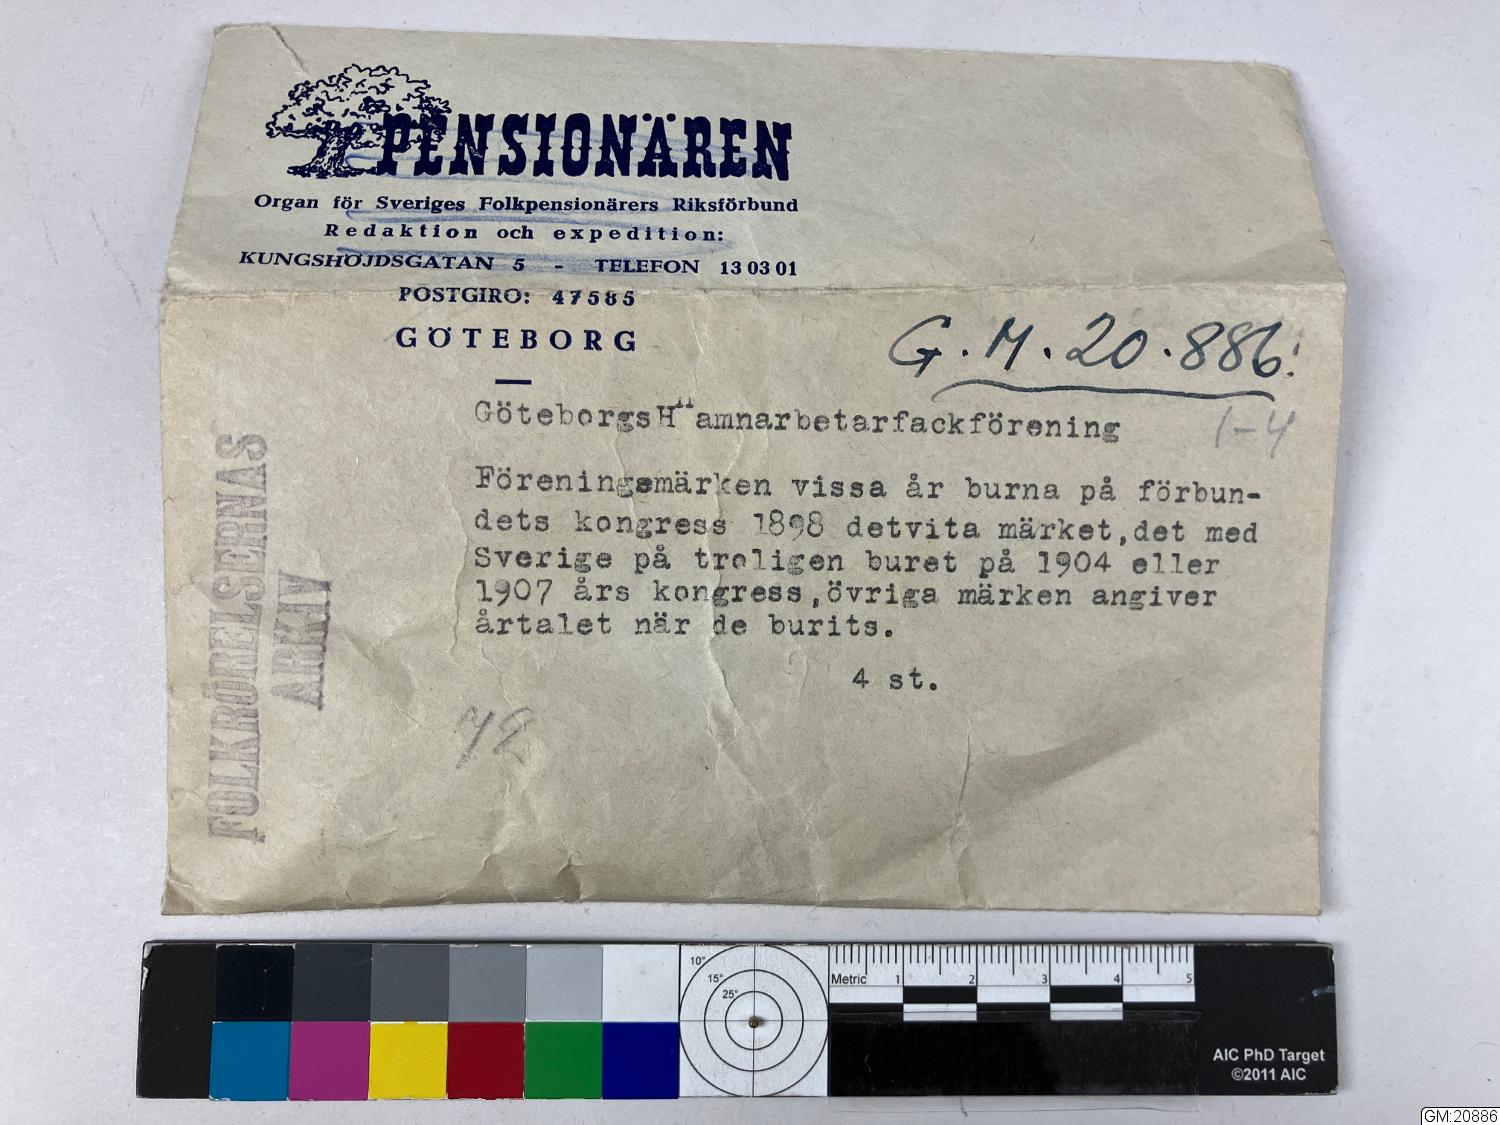 PENSIONÄREN
Organ för Sveriges Folkpensionärers Riksförbund
Redaktion och expedition:
KUNGSHÖJDSGATAN 5 - TELEFON 13 03 01
POSTGIRO: 47585
GÖTEBORG
G.M.20.886.
1-4
GöteborgsH"amnarbetarfackförening
Föreningsmärken vissa år burna på förbun-
dets kongress 1898 detvita märket,det med
Sverige på troligen buret på 1904 eller
1907 års kongress,övriga märken angiver
årtalet när de burits.
4 st.
FOLKRÖRELSERNAS
ARKIV
10°
15°
25°
Metric 1 2 3 4 5
AIC PhD Target
©2011 AIC
GM:20886